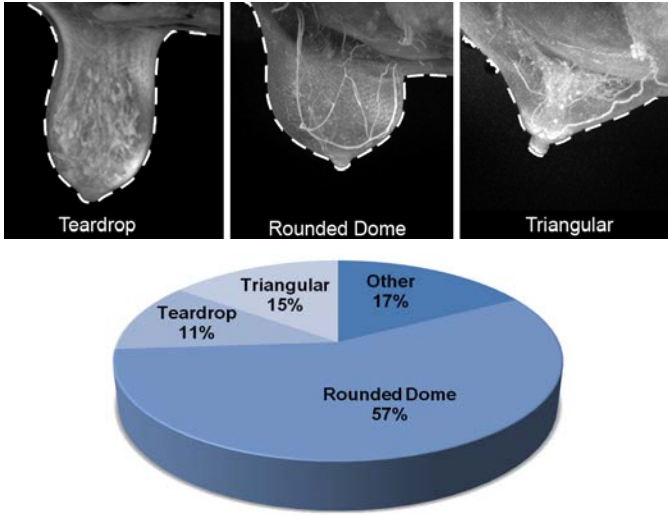 Teardrop
Rounded Dome
Triangular
Triangular
15%
Other
17%
Teardrop
11%
Rounded Dome
57%